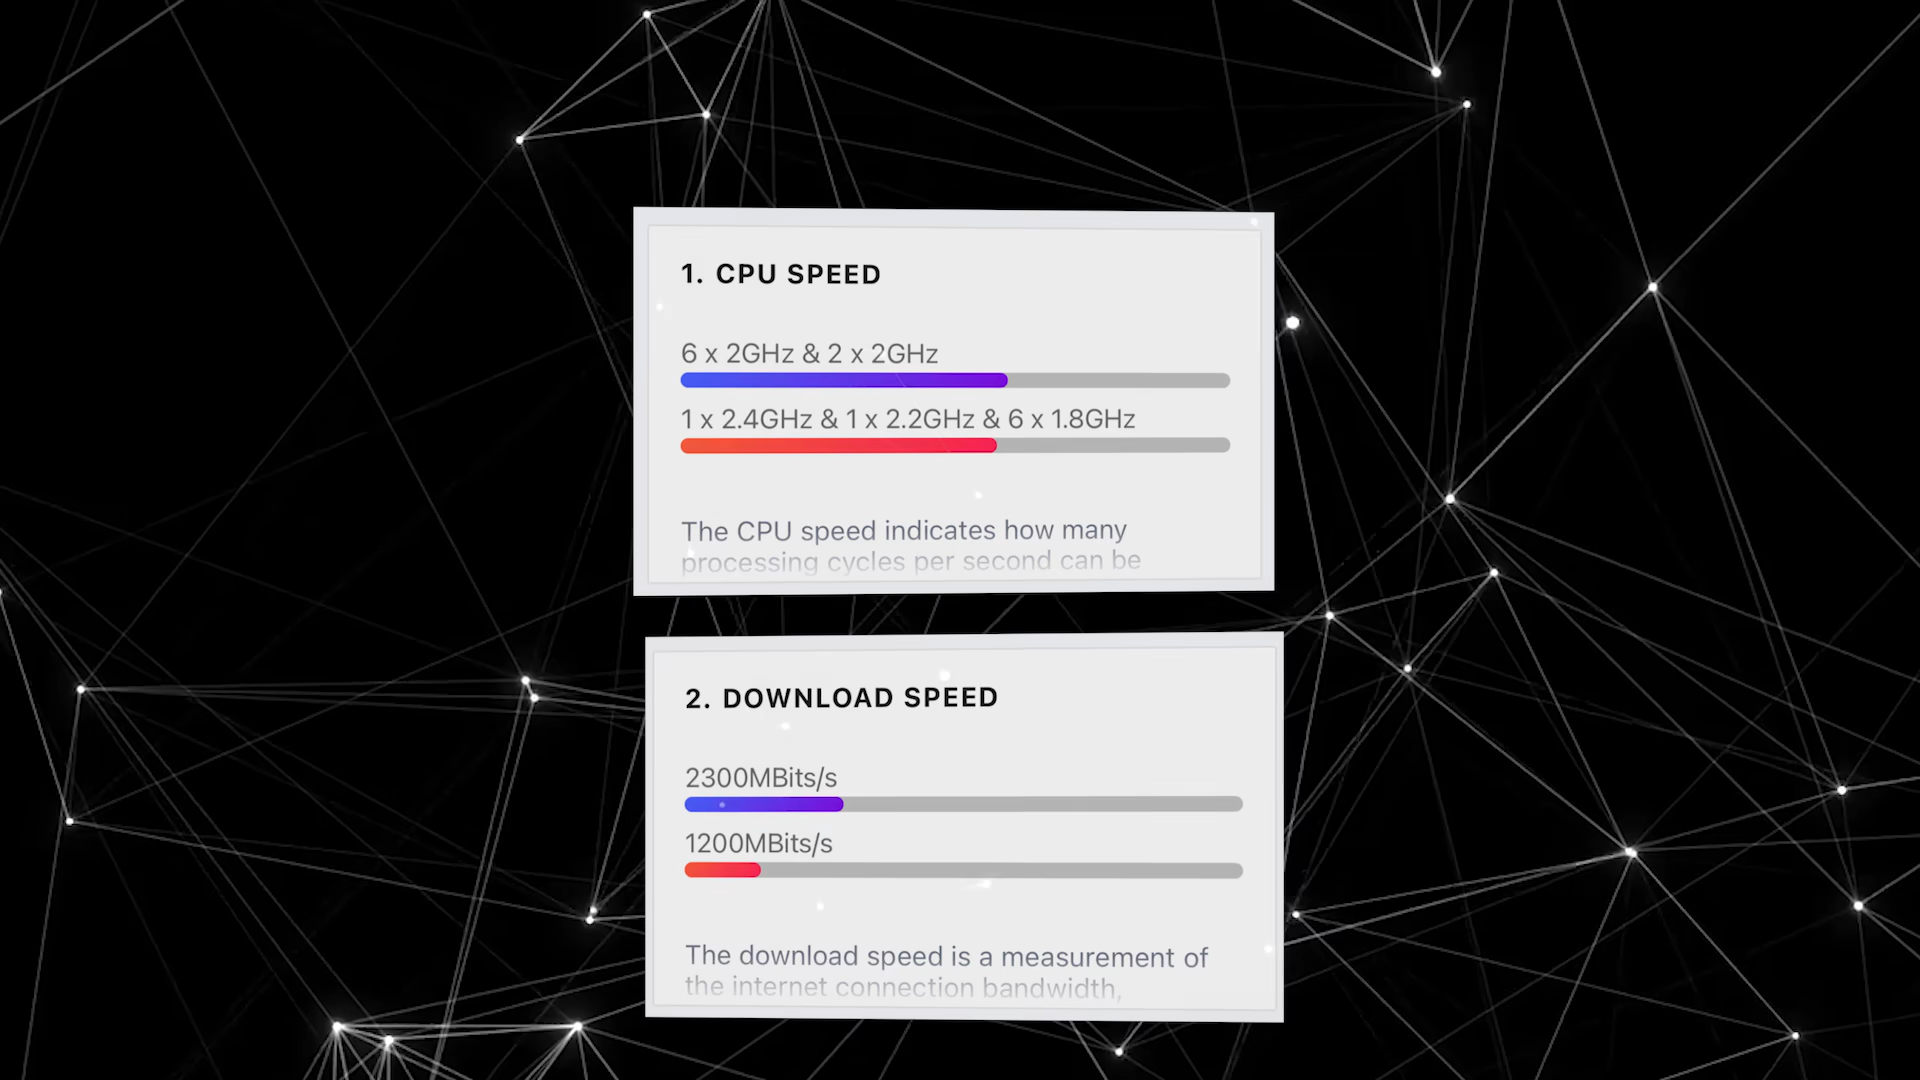 1. CPU SPEED
6 x 2GHz & 2 x 2GHz
1 x 2.4GHz & 1 x 2.2GHz & 6 x 1.8GHz
The CPU speed indicates how many
processing cycles per second can be
2. DOWNLOAD SPEED
2300MBits/s
1200MBits/s
The download speed is a measurement of
the internet connection bandwidth,